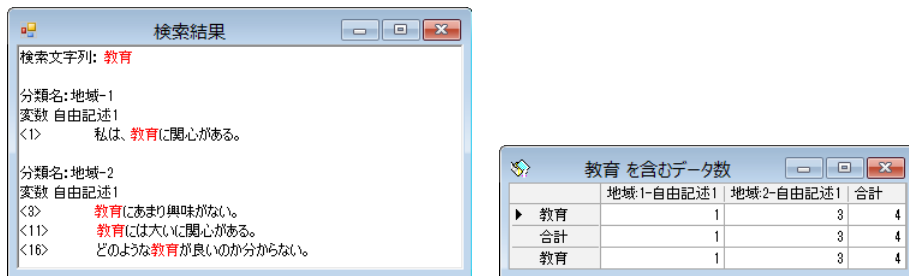 検索結果
検索文字列: 教育
分類名:地域-1
変数 自由記述1
<1> 私は、教育に関心がある。
分類名:地域-2
変数 自由記述1
<3> 教育にあまり興味がない。
<11> 教育には大いに関心がある。
<16> どのような教育が良いのか分からない。
教育 を含むデータ数
地域:1-自由記述1 地域:2-自由記述1 合計
教育 1 3 4
合計 1 3 4
教育 1 3 4